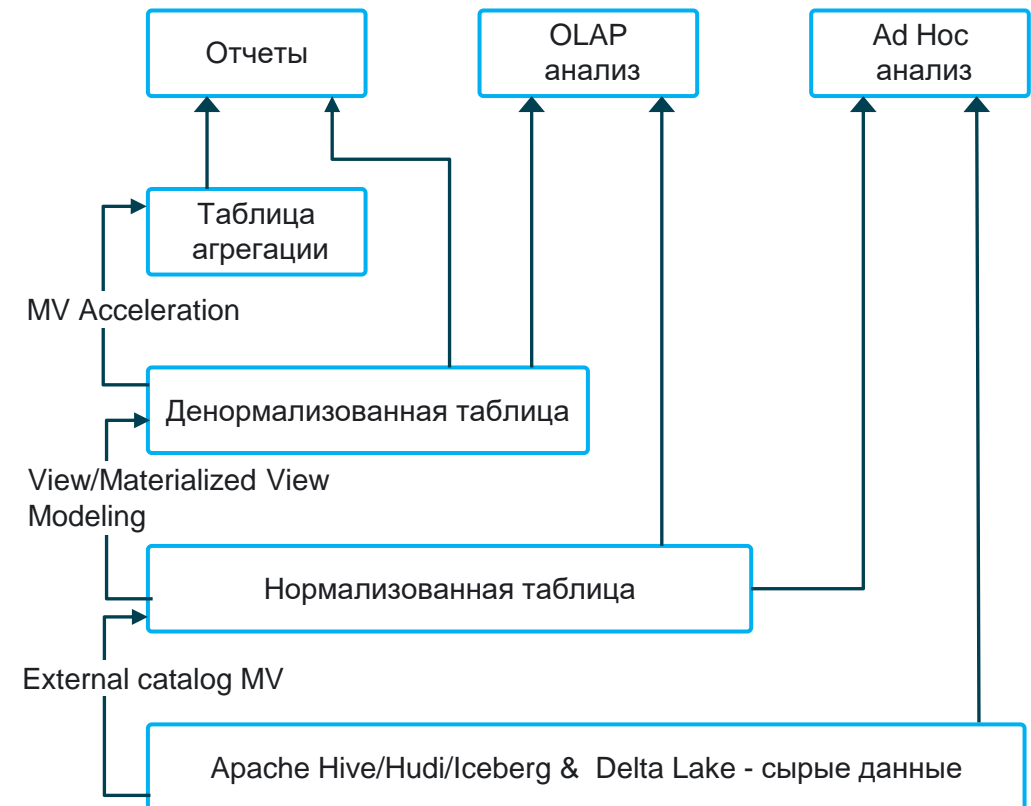 Отчеты
OLAP
анализ
Ad Hoc
анализ
Таблица
агрегации
MV Acceleration
Денормализованная таблица
View/Materialized View
Modeling
Нормализованная таблица
External catalog MV
Apache Hive/Hudi/Iceberg & Delta Lake - сырые данные